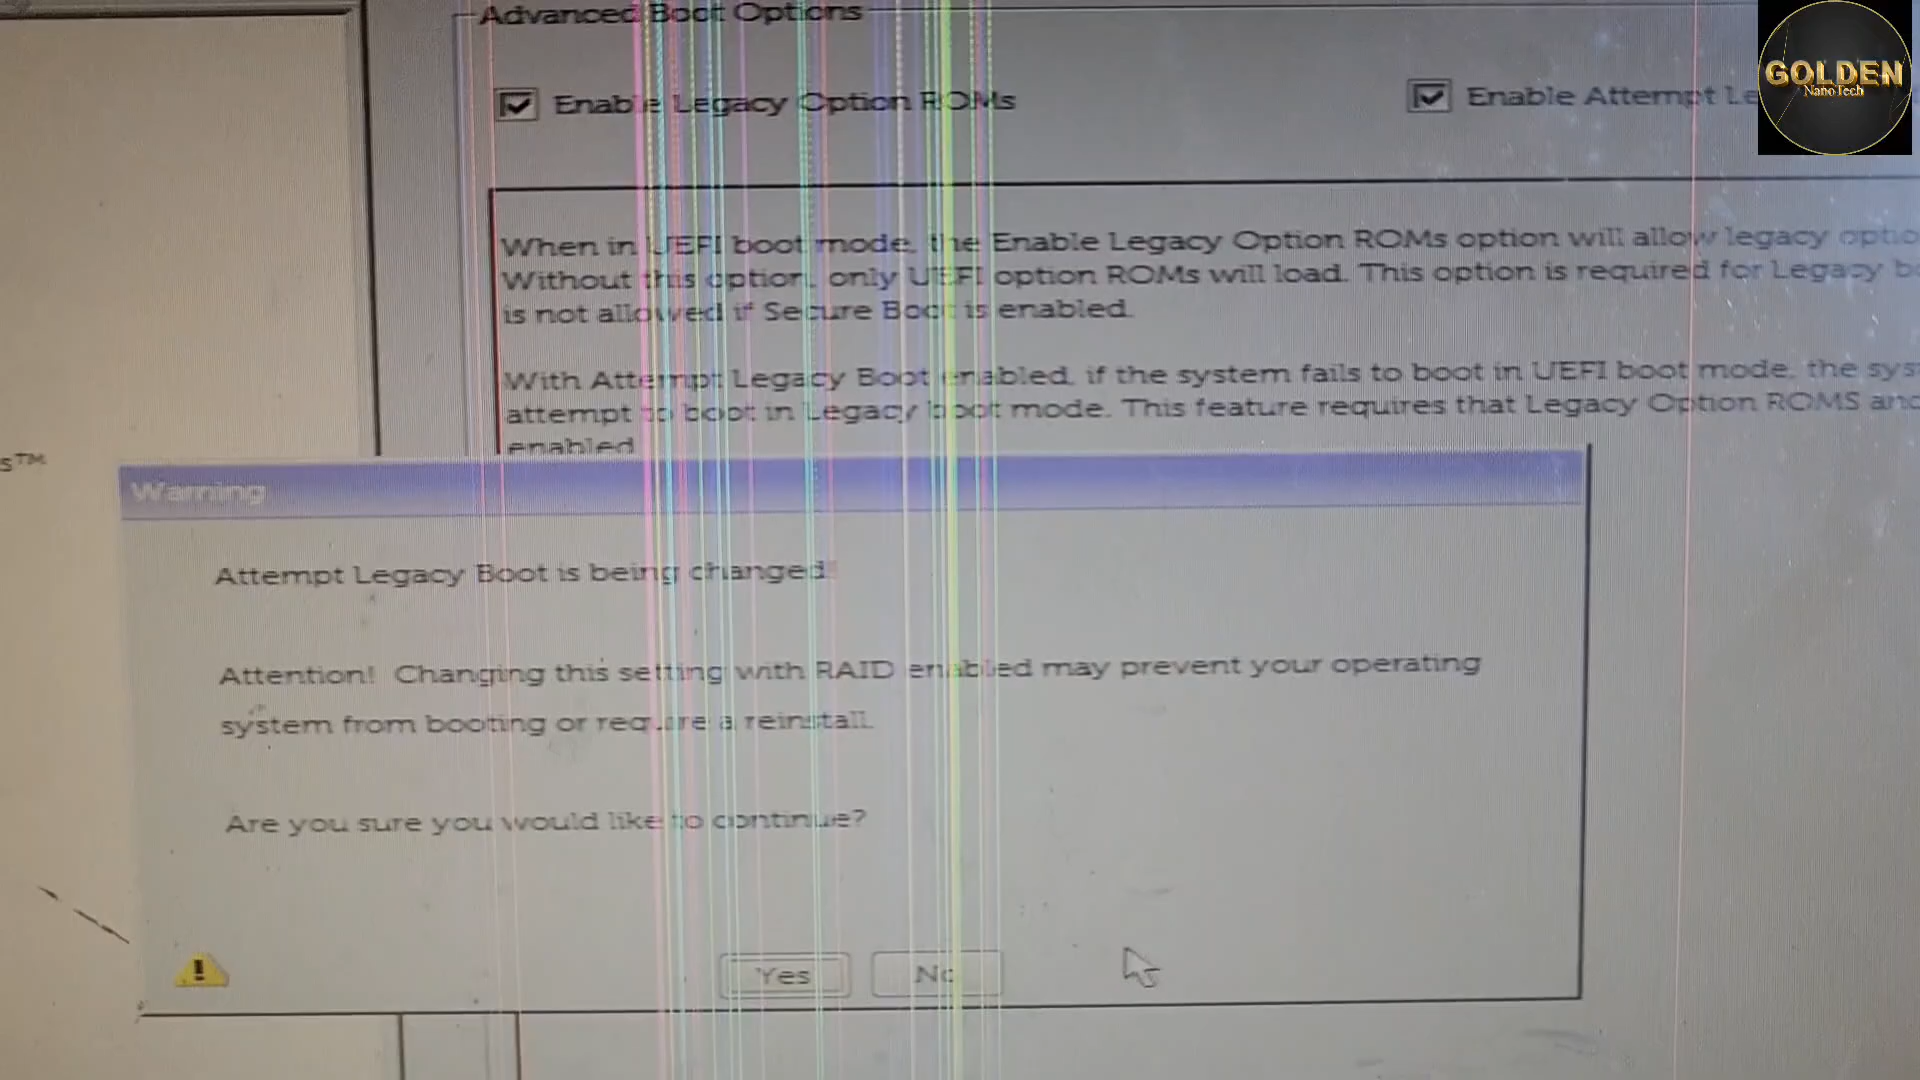 Advanced Boot Options
Enable Legacy Option ROMs
Enable Attempt
GOLDEN
NanoTech
When in UEFI boot mode, the Enable Legacy Option ROMs option will allow legacy
Without this option, only UEFI option ROMs will load. This option is required for Legacy
is not allowed if Secure Boot is enabled.
With Attempt Legacy Boot enabled, if the system fails to boot in UEFI boot mode, the
attempt to boot in Legacy boot mode. This feature requires that Legacy Option ROMS
enabled.
s™
Warning
Attempt Legacy Boot is being changed!
Attention! Changing this setting with RAID enabled may prevent your operating
system from booting or require a reinstall.
Are you sure you would like to continue?
Yes
No